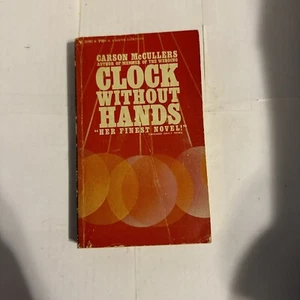 CARSON McCULLERS
AUTHOR OF MEMBER OF THE WEDDING
CLOCK
WITHOUT
HANDS
"HER FINEST NOVEL!"